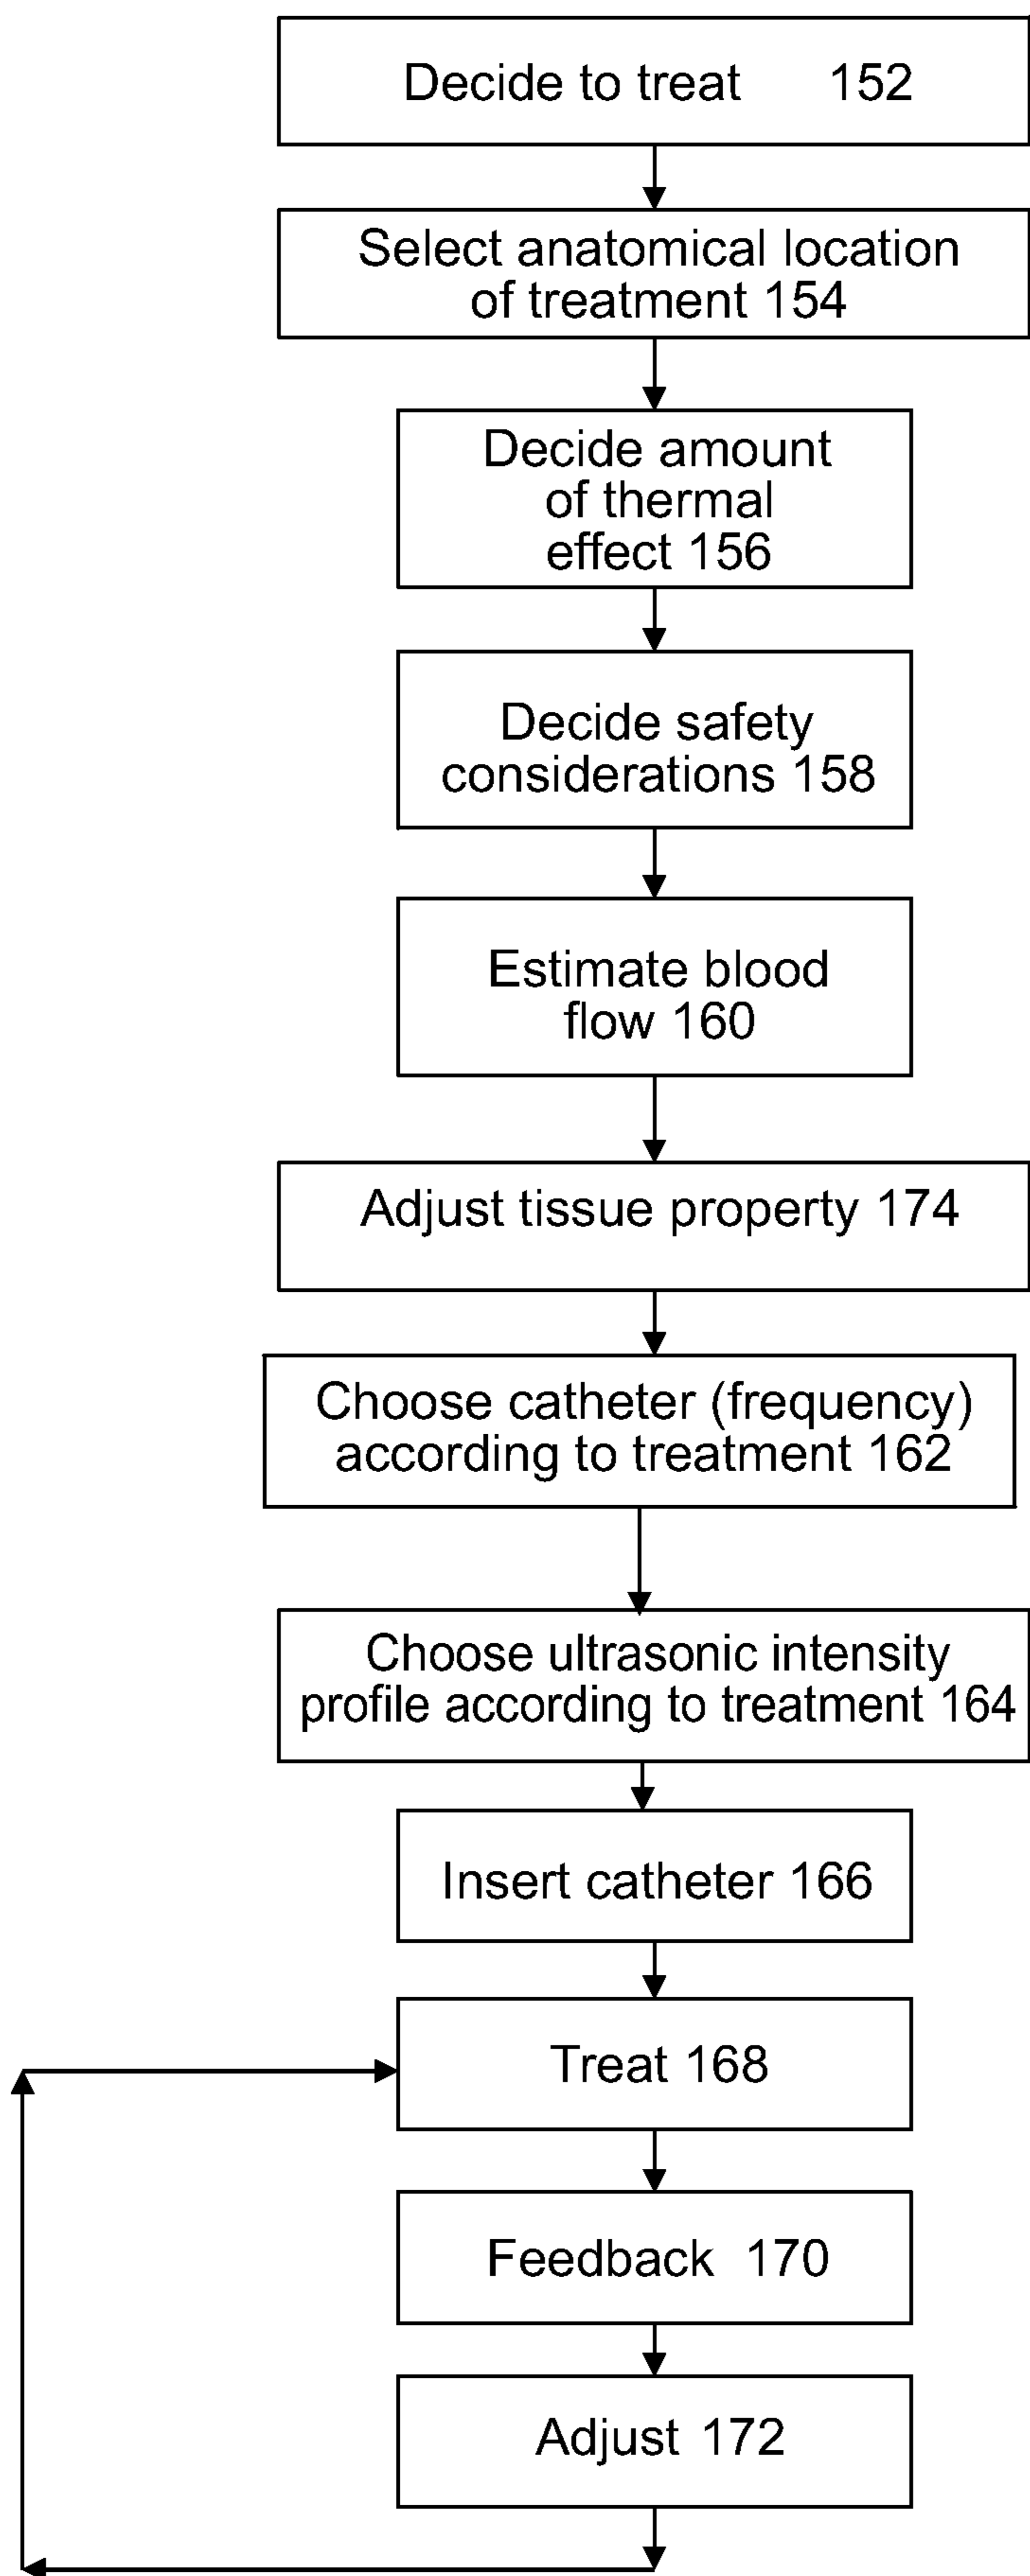 Decide to treat 152
Select anatomical location
of treatment 154
Decide amount
of thermal
effect 156
Decide safety
considerations 158
Estimate blood
flow 160
Adjust tissue property 174
Choose catheter (frequency)
according to treatment 162
Choose ultrasonic intensity
profile according to treatment 164
Insert catheter 166
Treat 168
Feedback 170
Adjust 172